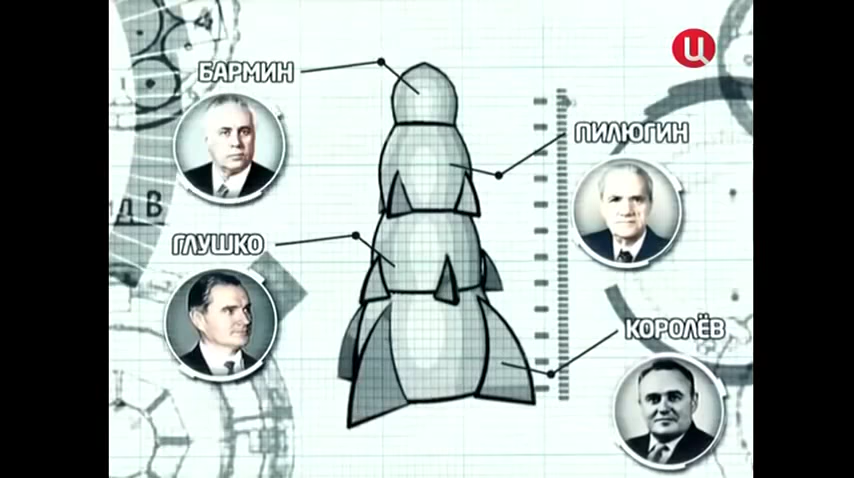 Ц
БАРМИН
ПИЛЮГИН
д В
ГЛУШКО
КОРОЛЁВ